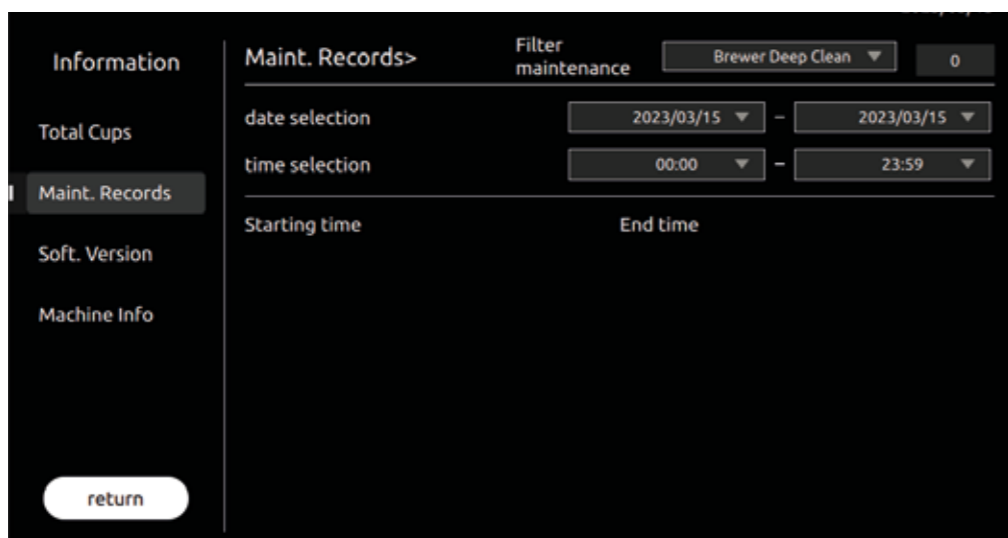 Information
Total Cups
Maint. Records
Soft. Version
Machine Info
return
Maint. Records>
Filter
maintenance
Brewer Deep Clean
0
date selection
2023/03/15 – 2023/03/15
time selection
00:00 – 23:59
Starting time
End time